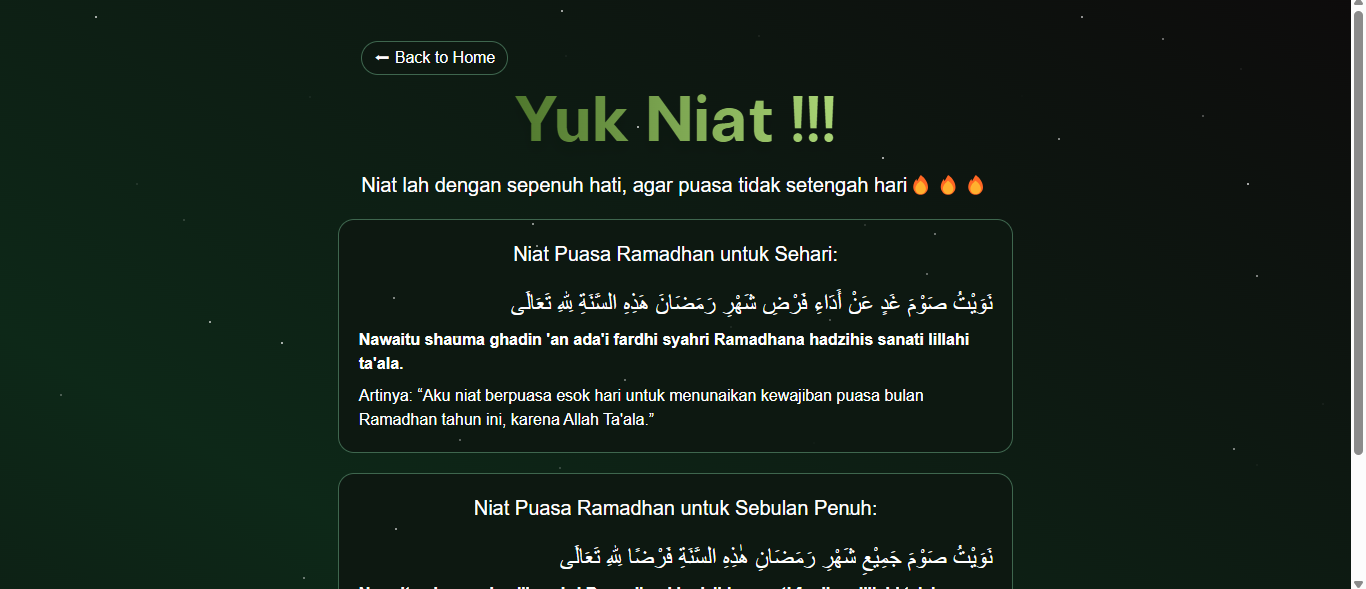 ← Back to Home
Yuk Niat !!!
Niat lah dengan sepenuh hati, agar puasa tidak setengah hari🔥 🔥 🔥
Niat Puasa Ramadhan untuk Sehari:
نَوَيْتُ صَوْمَ غَدٍ عَنْ أَدَاءِ فَرْضِ شَهْرِ رَمَضَانَ هَذِهِ السَّنَةِ لِلهِ تَعَالَى
Nawaitu shauma ghadin 'an ada'i fardhi syahri Ramadhana hadzihis sanati lillahi
ta'ala.
Artinya: “Aku niat berpuasa esok hari untuk menunaikan kewajiban puasa bulan
Ramadhan tahun ini, karena Allah Ta'ala.”
Niat Puasa Ramadhan untuk Sebulan Penuh:
نَوَيْتُ صَوْمَ جَمِيْعِ شَهْرِ رَمَضَانِ هٰذِهِ السَّنَةِ فَرْضًا لِلهِ تَعَالَى